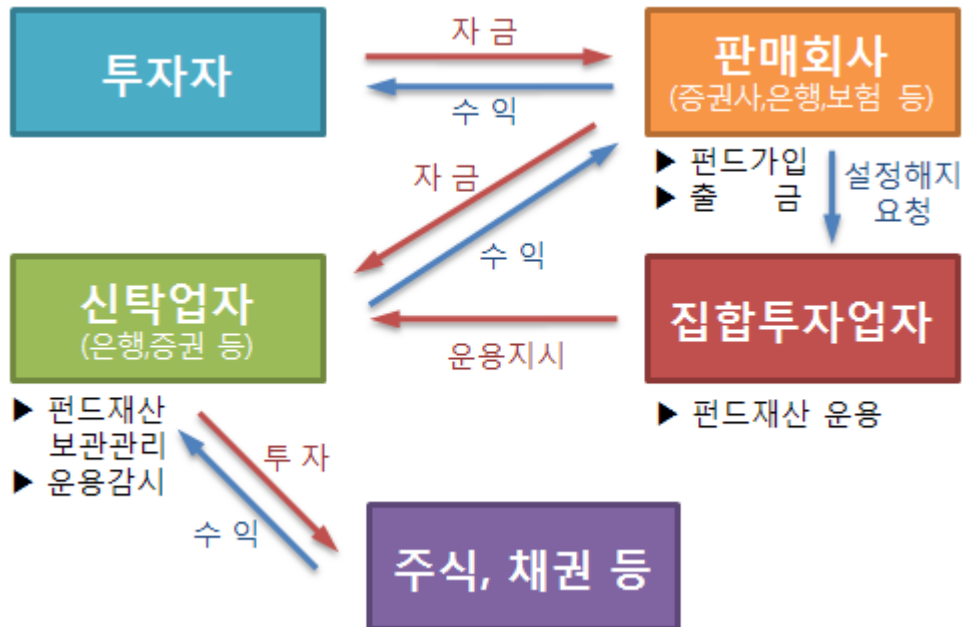 투자자
자 금
수 익
판매회사
(증권사,은행,보험 등)
▶ 펀드가입
▶ 출 금
설정해지
요청
자 금
수 익
신탁업자
(은행,증권 등)
운용지시
집합투자업자
▶ 펀드재산
보관관리
▶ 운용감시
▶ 펀드재산 운용
투 자
수 익
주식, 채권 등